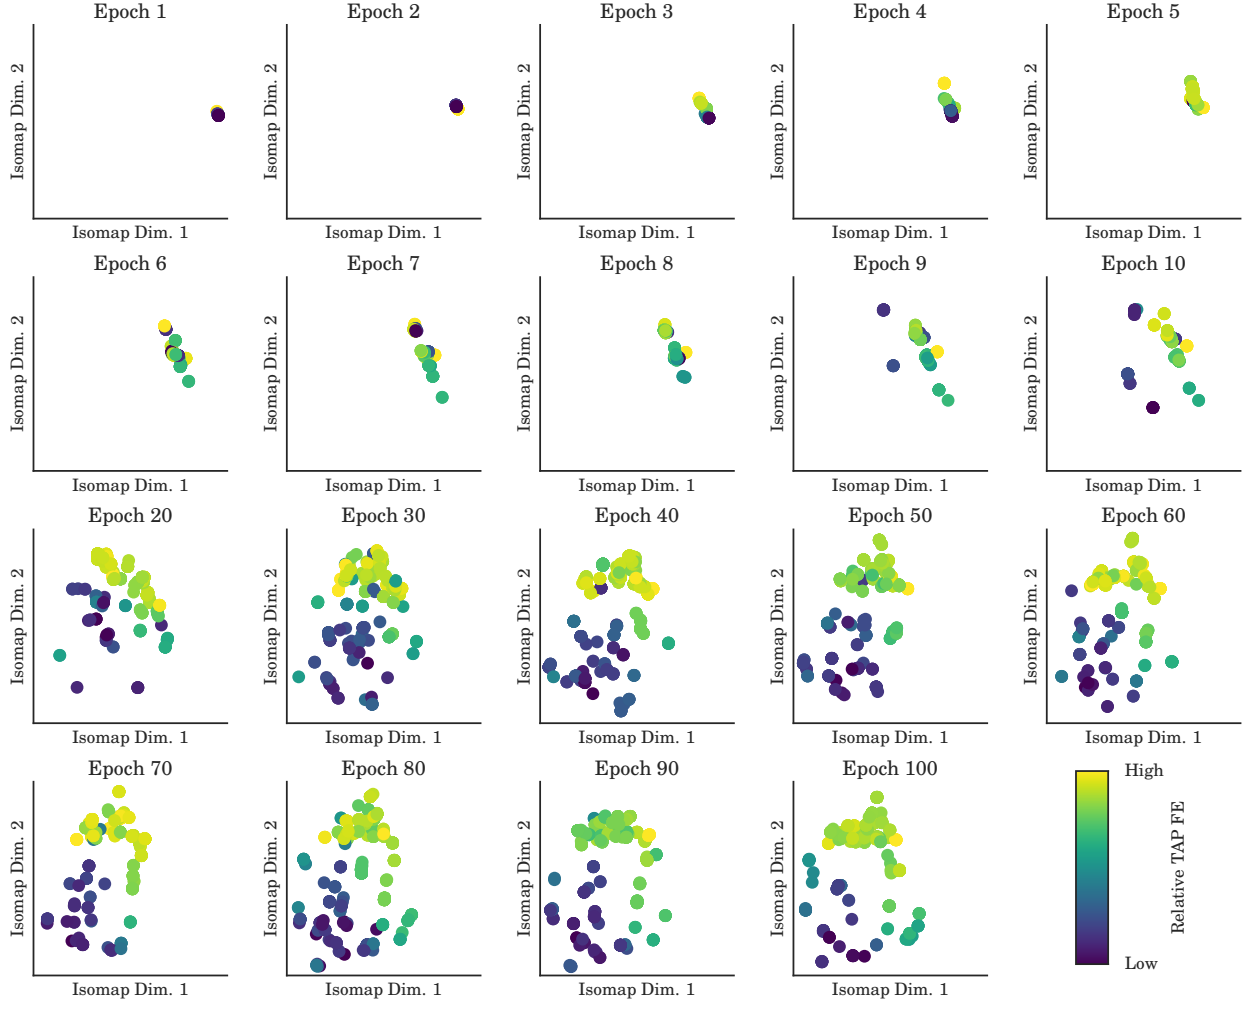 Epoch 1
Isomap Dim. 2
Isomap Dim. 1
Epoch 2
Isomap Dim. 2
Isomap Dim. 1
Epoch 3
Isomap Dim. 2
Isomap Dim. 1
Epoch 4
Isomap Dim. 2
Isomap Dim. 1
Epoch 5
Isomap Dim. 2
Isomap Dim. 1
Epoch 6
Isomap Dim. 2
Isomap Dim. 1
Epoch 7
Isomap Dim. 2
Isomap Dim. 1
Epoch 8
Isomap Dim. 2
Isomap Dim. 1
Epoch 9
Isomap Dim. 2
Isomap Dim. 1
Epoch 10
Isomap Dim. 2
Isomap Dim. 1
Epoch 20
Isomap Dim. 2
Isomap Dim. 1
Epoch 30
Isomap Dim. 2
Isomap Dim. 1
Epoch 40
Isomap Dim. 2
Isomap Dim. 1
Epoch 50
Isomap Dim. 2
Isomap Dim. 1
Epoch 60
Isomap Dim. 2
Isomap Dim. 1
Epoch 70
Isomap Dim. 2
Isomap Dim. 1
Epoch 80
Isomap Dim. 2
Isomap Dim. 1
Epoch 90
Isomap Dim. 2
Isomap Dim. 1
Epoch 100
Isomap Dim. 2
Isomap Dim. 1
High
Relative TAP FE
Low